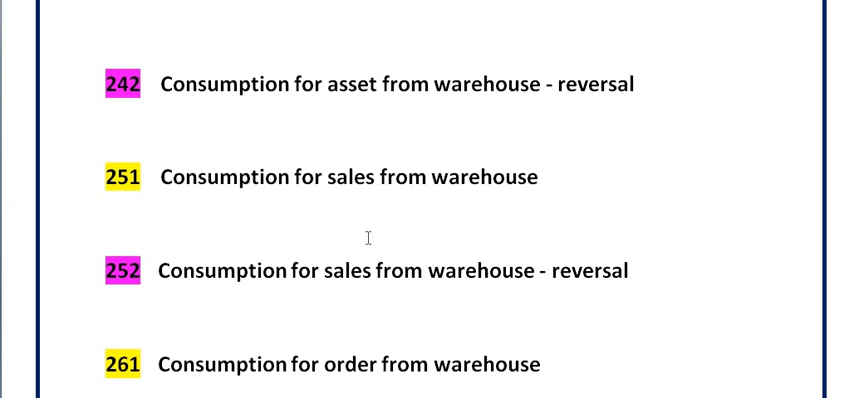 242 Consumption for asset from warehouse - reversal
251 Consumption for sales from warehouse
252 Consumption for sales from warehouse - reversal
261 Consumption for order from warehouse